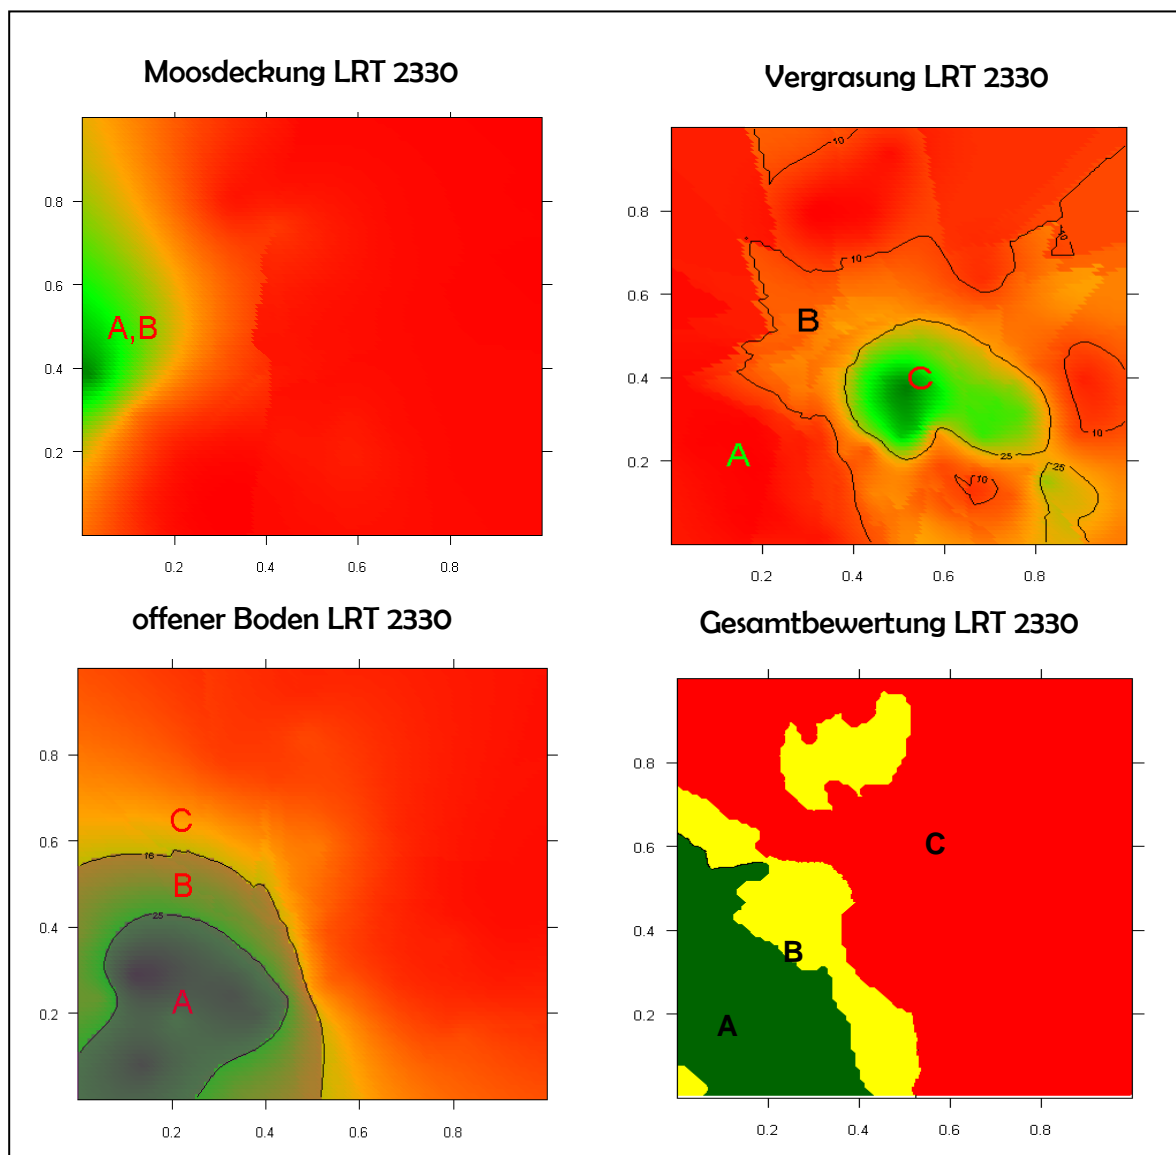 Moosdeckung LRT 2330
Vergrasung LRT 2330
0.8
0.6
0.4
0.2
A,B
0.2 0.4 0.6 0.8
0.8
0.6
0.4
0.2
10
10
10
10
10
25
25
B
C
A
0.2 0.4 0.6 0.8
offener Boden LRT 2330
Gesamtbewertung LRT 2330
0.8
0.6
0.4
0.2
C
16
B
25
A
0.2 0.4 0.6 0.8
0.8
0.6
0.4
0.2
C
B
A
0.2 0.4 0.6 0.8